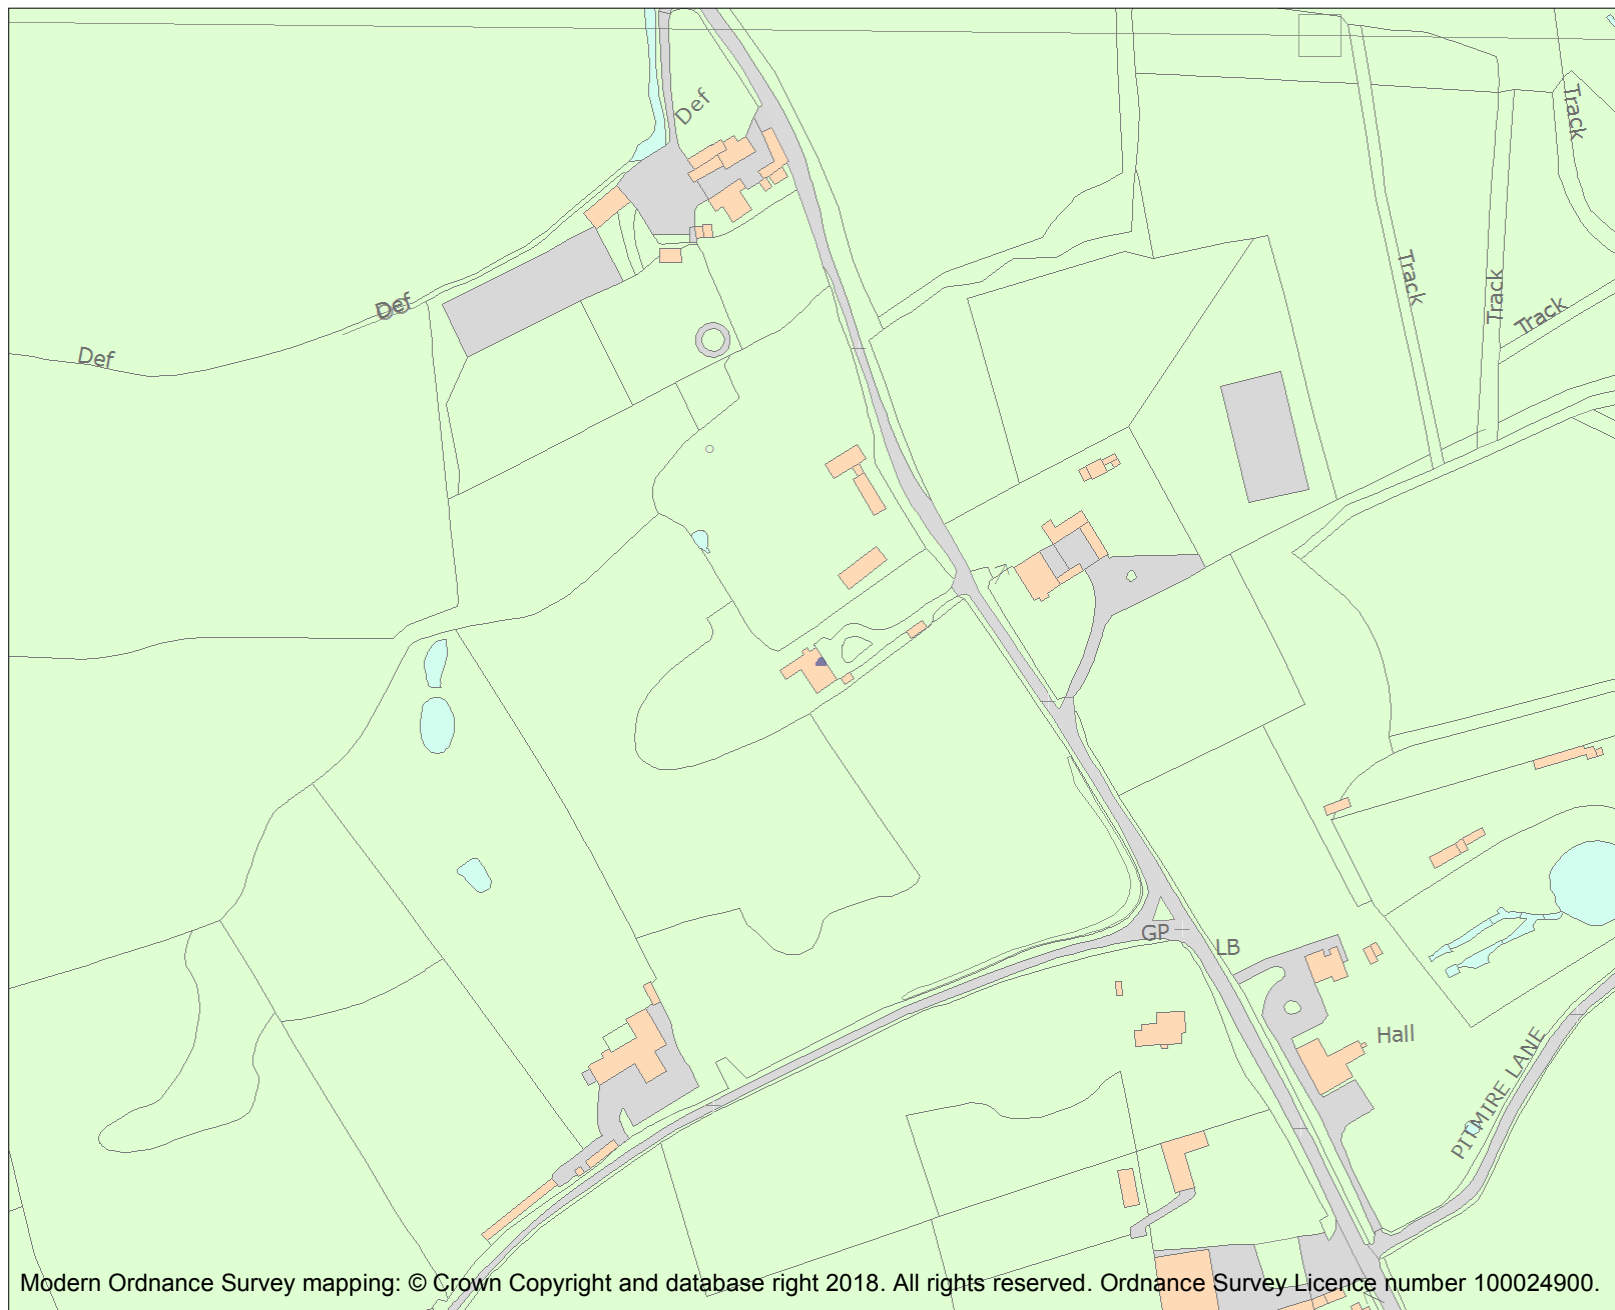 Def
Track
Track
Track
Track
Def
Def
GP
LB
Hall
PITMIRE LANE
Modern Ordnance Survey mapping: © Crown Copyright and database right 2018. All rights reserved. Ordnance Survey Licence number 100024900.